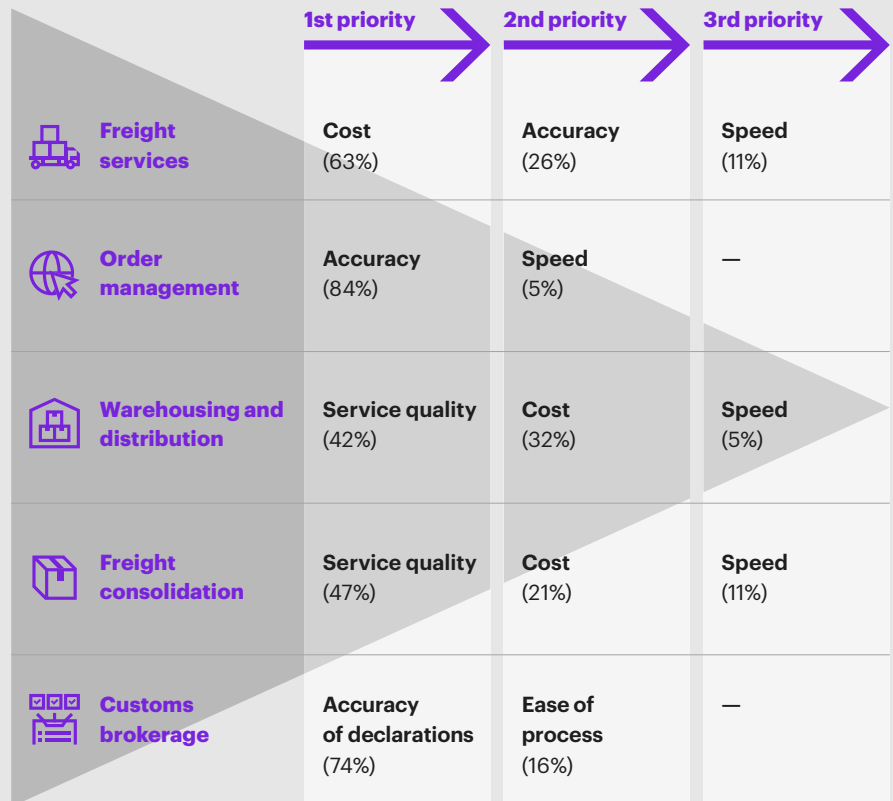 1st priority
2nd priority
3rd priority
Freight
services
Cost
(63%)
Accuracy
(26%)
Speed
(11%)
Order
management
Accuracy
(84%)
Speed
(5%)
—
Warehousing and
distribution
Service quality
(42%)
Cost
(32%)
Speed
(5%)
Freight
consolidation
Service quality
(47%)
Cost
(21%)
Speed
(11%)
Customs
brokerage
Accuracy
of declarations
(74%)
Ease of
process
(16%)
—